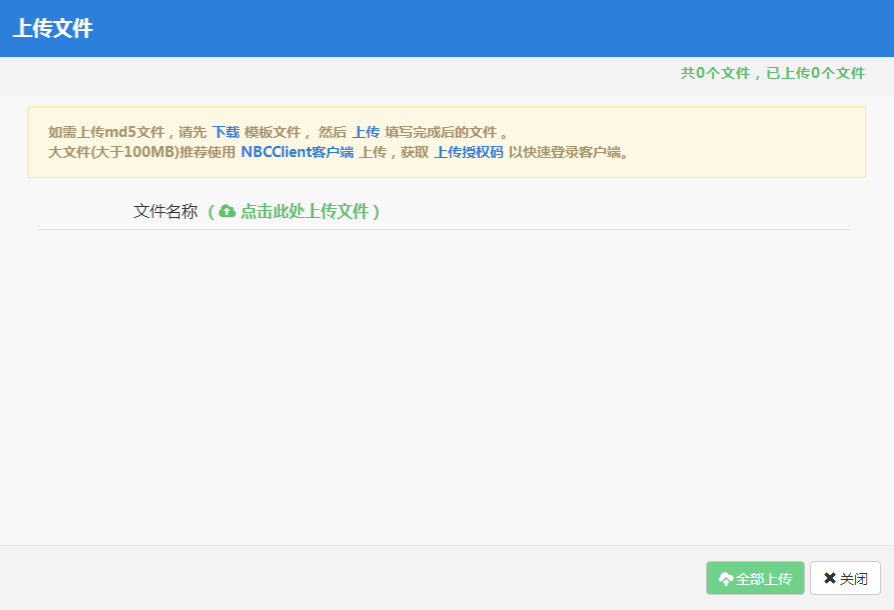 上传文件
共0个文件，已上传0个文件
如需上传md5文件，请先 下载 模板文件， 然后 上传 填写完成后的文件 。
大文件(大于100MB)推荐使用 NBCClient客户端 上传，获取 上传授权码 以快速登录客户端。
文件名称 ( 点击此处上传文件 )
全部上传 关闭